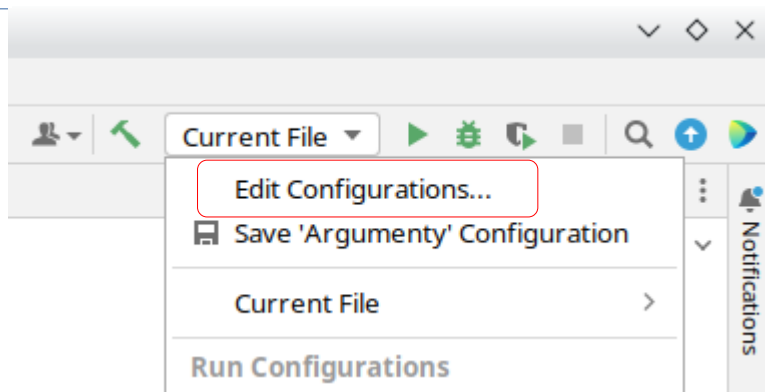 Current File
Edit Configurations...
Save 'Argumenty' Configuration
Current File
Run Configurations
Notifications